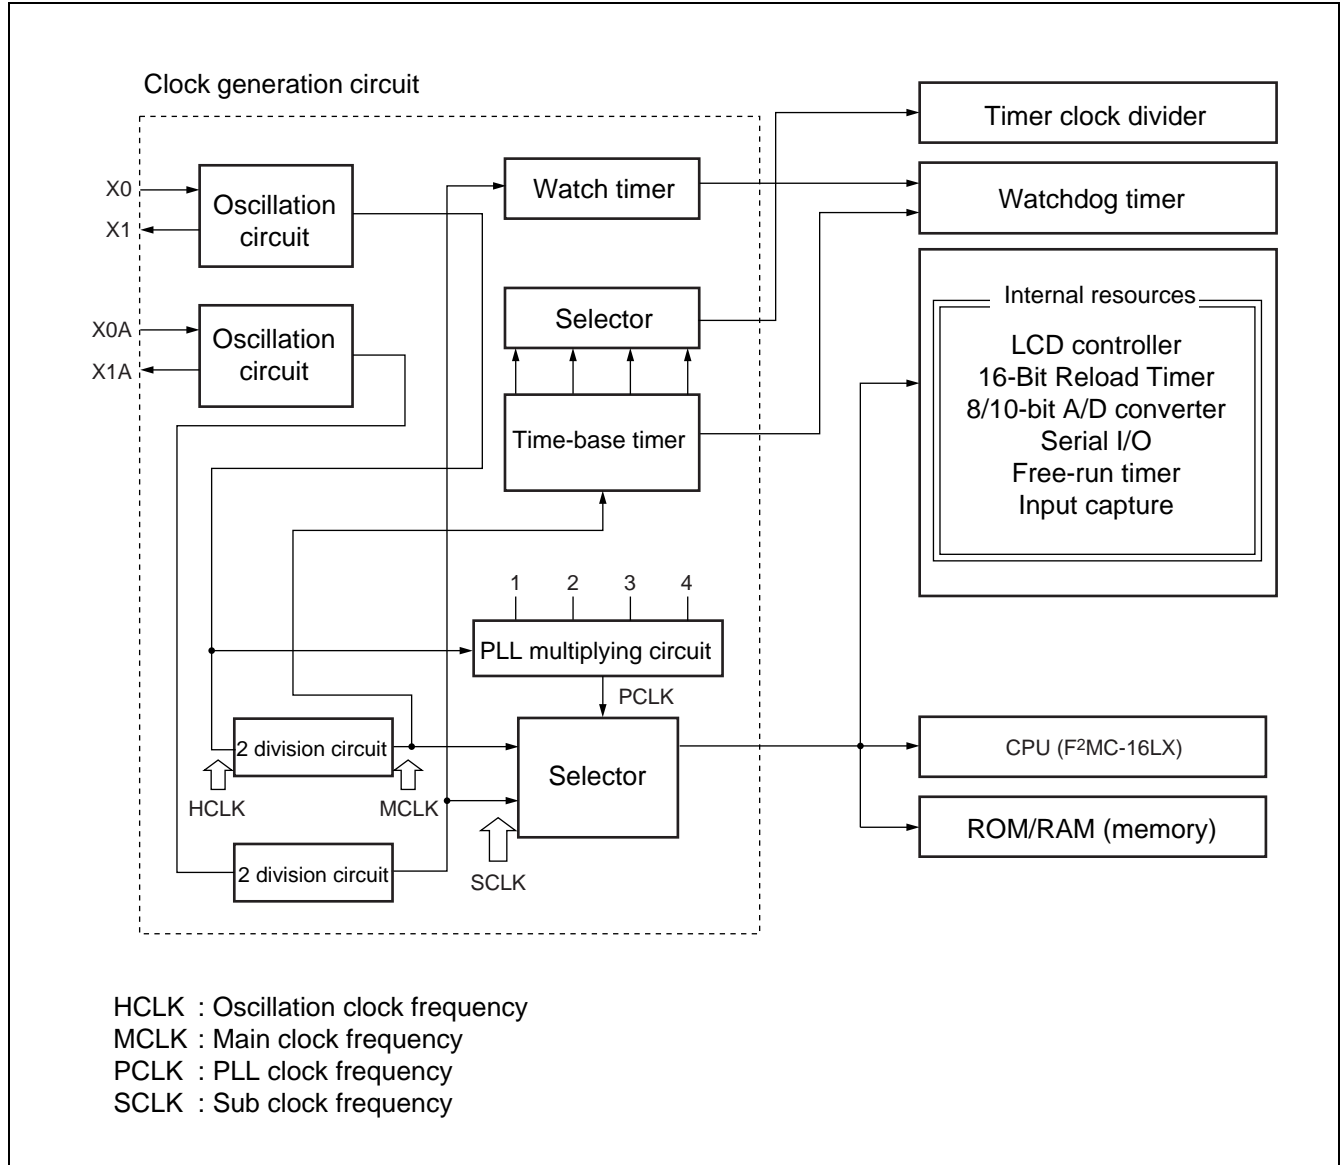 Clock generation circuit
Timer clock divider
X0
X1
Oscillation
circuit
Watch timer
Watchdog timer
X0A
X1A
Oscillation
circuit
Selector
Internal resources
LCD controller
16-Bit Reload Timer
8/10-bit A/D converter
Serial I/O
Free-run timer
Input capture
Time-base timer
1 2 3 4
PLL multiplying circuit
PCLK
2 division circuit
HCLK
MCLK
Selector
CPU (F²MC-16LX)
ROM/RAM (memory)
2 division circuit
SCLK
HCLK : Oscillation clock frequency
MCLK : Main clock frequency
PCLK : PLL clock frequency
SCLK : Sub clock frequency